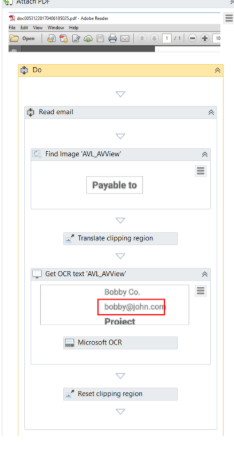 Attach PDF
File Edit View Window Help
Open
1 / 1
Do
Read email
Find Image 'AVL_AVView'
Payable to
Translate clipping region
Get OCR text 'AVL_AVView'
Bobby Co.
bobby@john.com
Project
Microsoft OCR
Reset clipping region